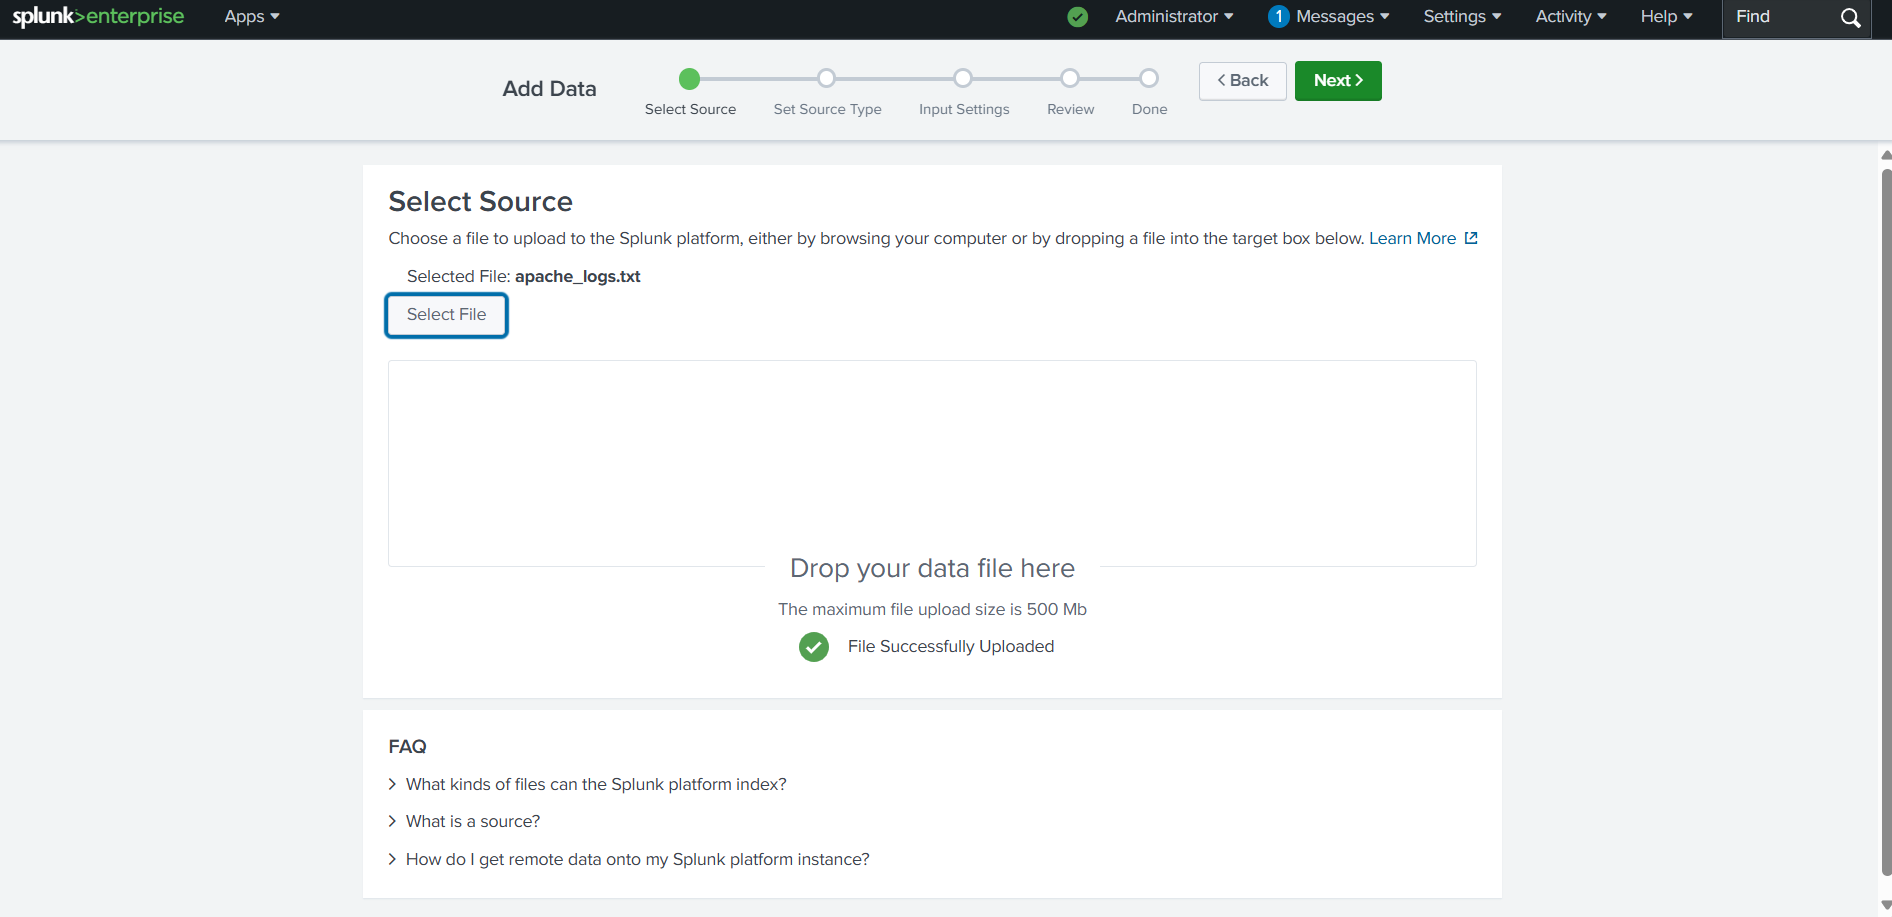 splunk>enterprise Apps Administrator 1 Messages Settings Activity Help Find
Add Data
Select Source Set Source Type Input Settings Review Done
< Back Next >
Select Source
Choose a file to upload to the Splunk platform, either by browsing your computer or by dropping a file into the target box below. Learn More
Selected File: apache_logs.txt
Select File
Drop your data file here
The maximum file upload size is 500 Mb
File Successfully Uploaded
FAQ
> What kinds of files can the Splunk platform index?
> What is a source?
> How do I get remote data onto my Splunk platform instance?